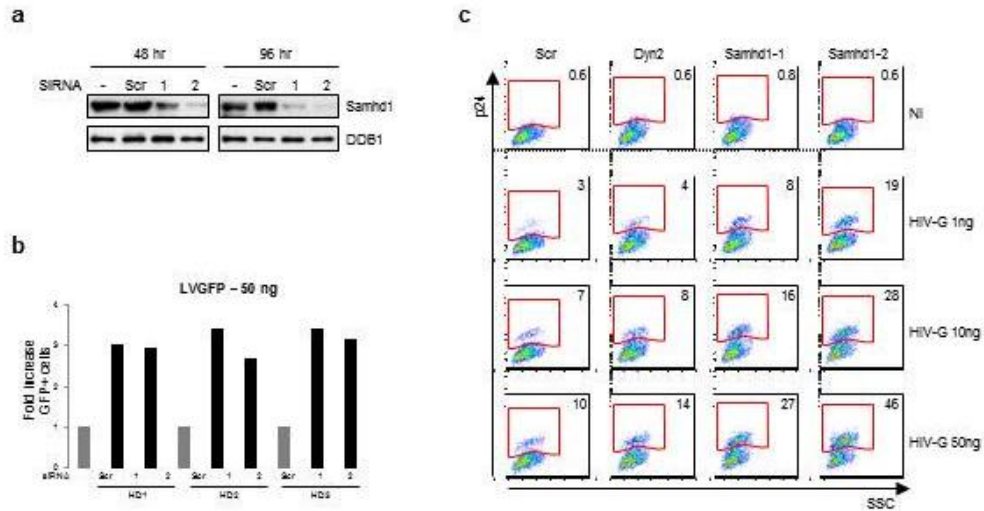 a
48 hr 96 hr
SiRNA - Scr 1 2 - Scr 1 2
Samhd1
DDB1
b
LVGFP – 50 ng
Fold increase
GFP+ cells
4
3
2
1
0
siRNA Scr 1 2 Scr 1 2 Scr 1 2
HD1 HD2 HD3
c
Scr Dyn2 Samhd1-1 Samhd1-2
p24
0.6 0.6 0.8 0.6 NI
3 4 8 19 HIV-G 1ng
7 8 16 28 HIV-G 10ng
10 14 27 46 HIV-G 50ng
SSC